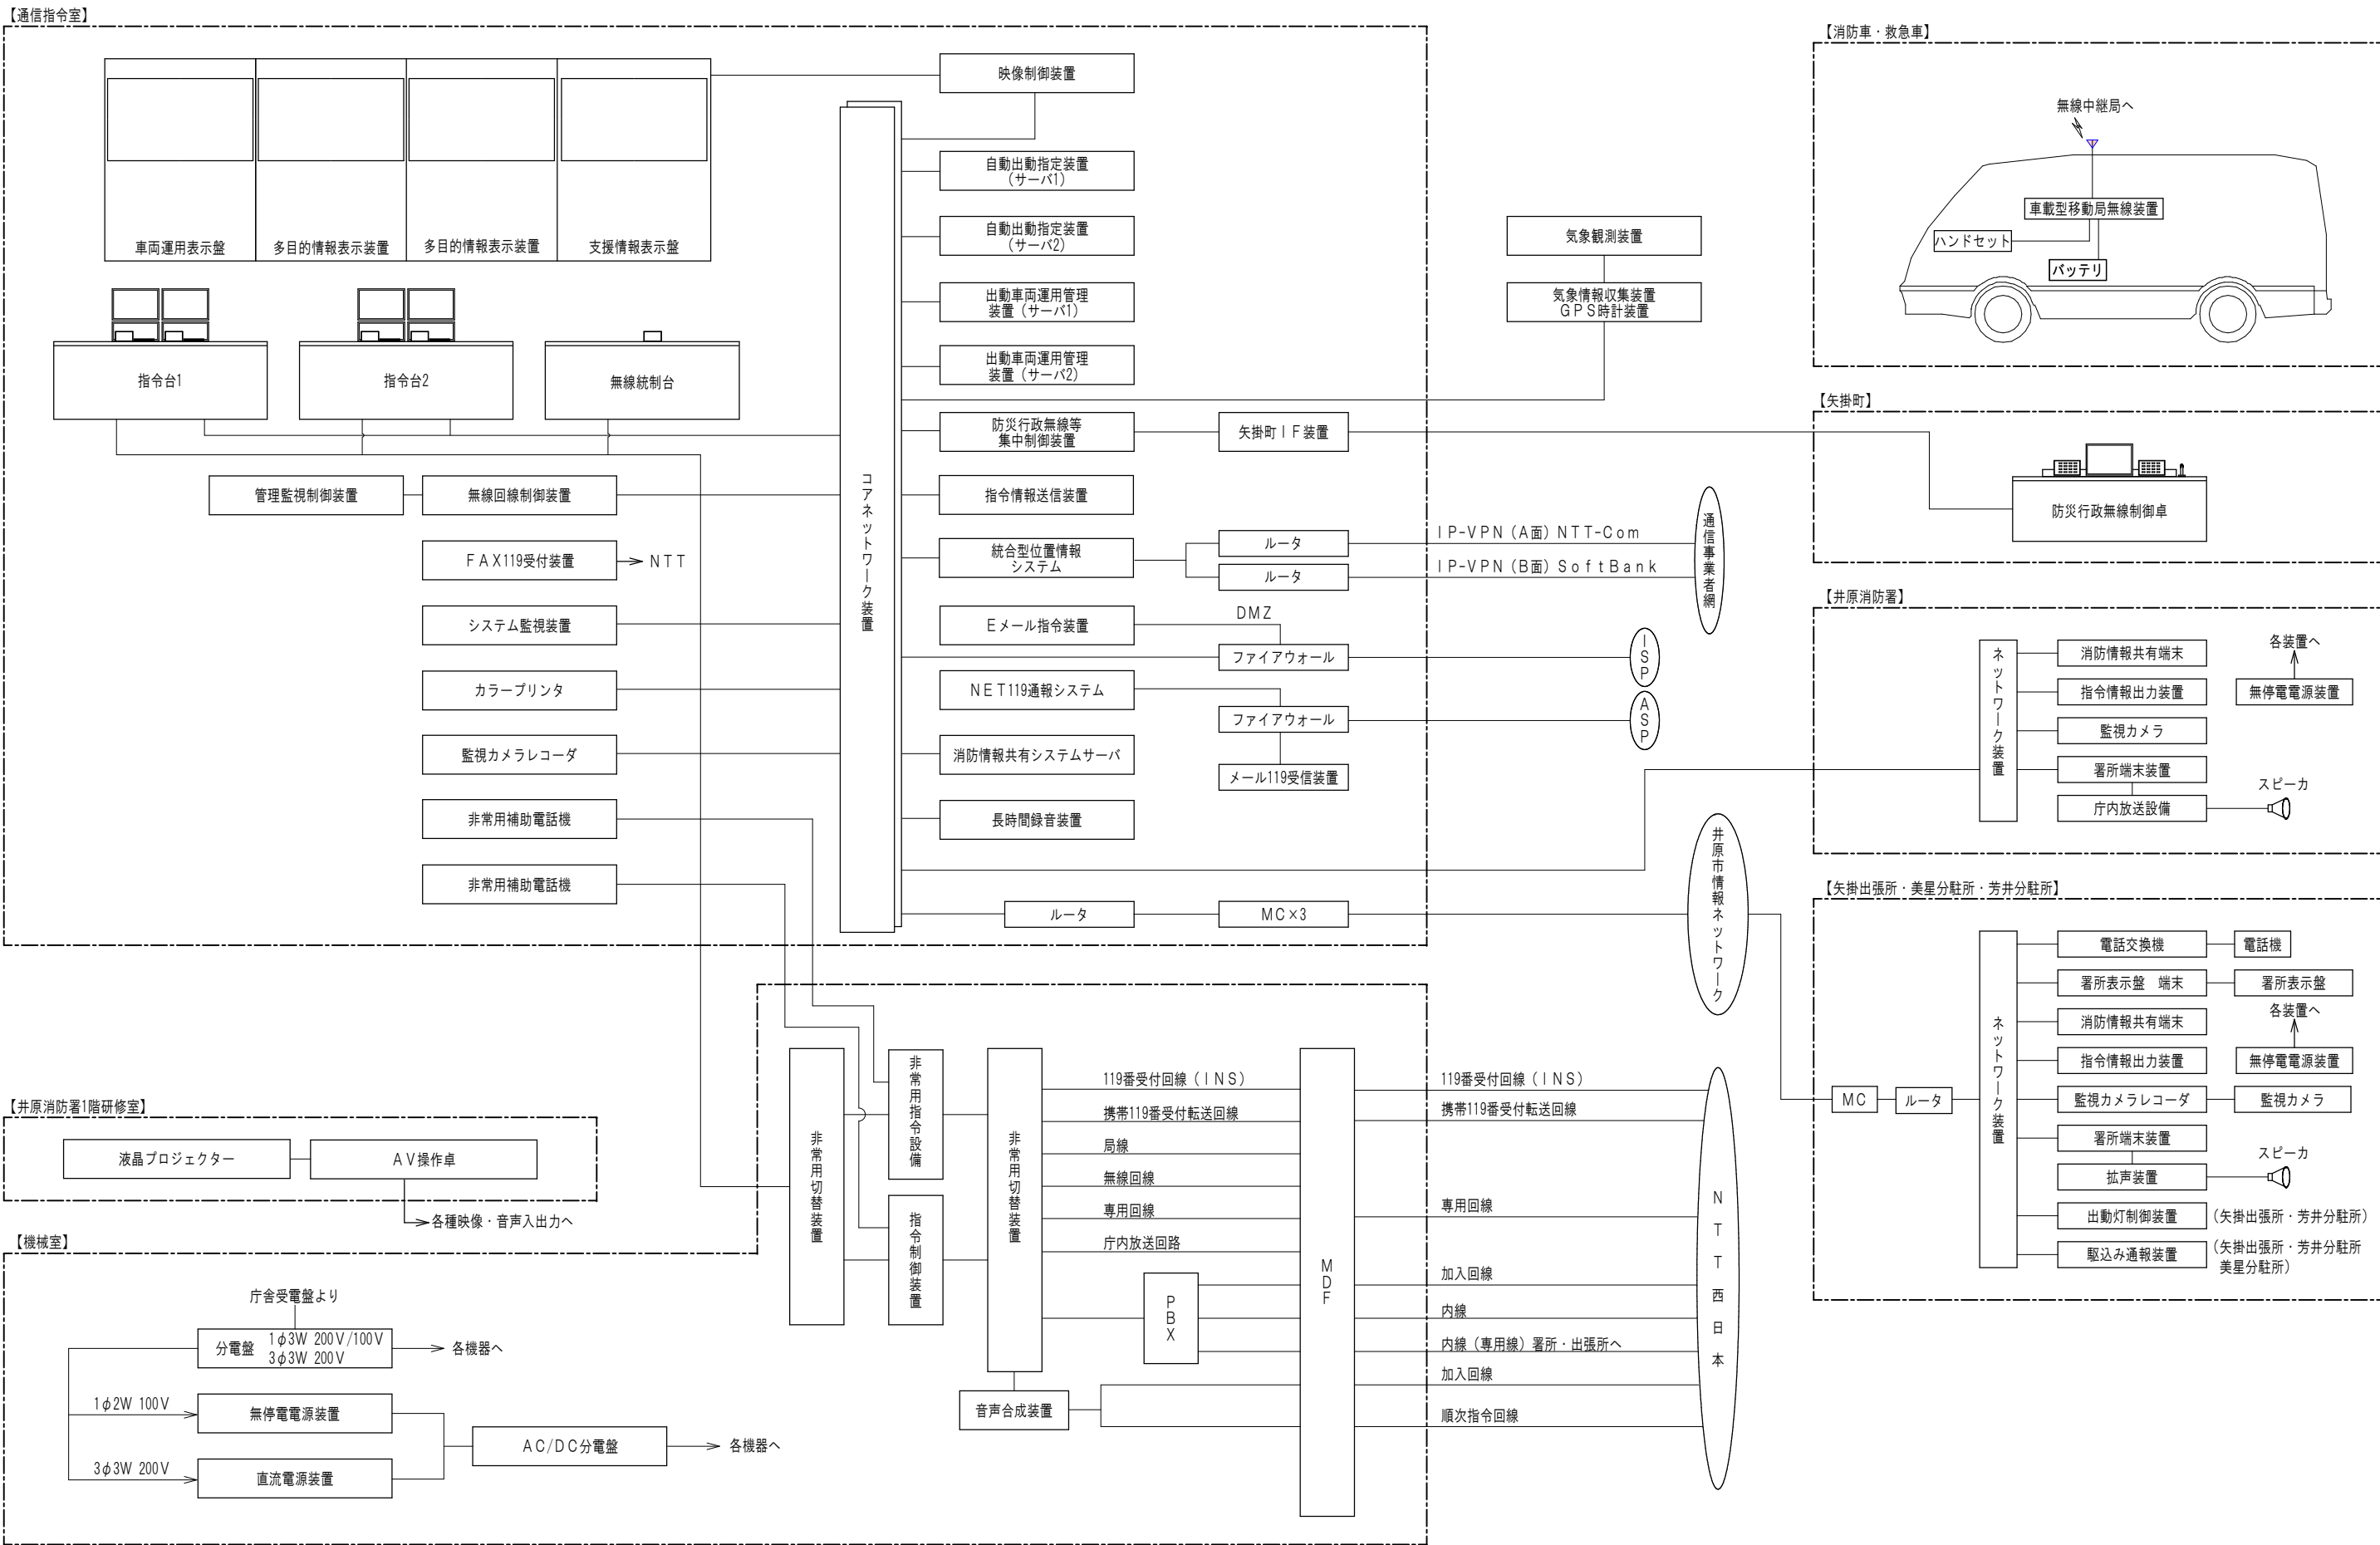 【通信指令室】
車両運用表示盤
多目的情報表示装置
多目的情報表示装置
支援情報表示盤
指令台1
指令台2
無線統制台
管理監視制御装置
無線回線制御装置
FAX119受付装置
NTT
システム監視装置
カラープリンタ
監視カメラレコーダ
非常用補助電話機
非常用補助電話機
コアネットワーク装置
映像制御装置
自動出動指定装置
(サーバ1)
自動出動指定装置
(サーバ2)
出動車両運用管理
装置(サーバ1)
出動車両運用管理
装置(サーバ2)
防災行政無線等
集中制御装置
矢掛町IF装置
指令情報送信装置
統合型位置情報
システム
ルータ
ルータ
Eメール指令装置
DMZ
ファイアウォール
NET119通報システム
ファイアウォール
メール119受信装置
消防情報共有システムサーバ
長時間録音装置
ルータ
MC×3
気象観測装置
気象情報収集装置
GPS時計装置
IP-VPN(A面)NTT-Com
IP-VPN(B面)SoftBank
通信事業者網
ISP
ASP
井原市情報ネットワーク
【消防車・救急車】
無線中継局へ
車載型移動局無線装置
ハンドセット
バッテリ
【矢掛町】
防災行政無線制御卓
【井原消防署】
ネットワーク装置
消防情報共有端末
指令情報出力装置
監視カメラ
署所端末装置
庁内放送設備
各装置へ
無停電電源装置
スピーカ
【矢掛出張所・美星分駐所・芳井分駐所】
MC
ルータ
ネットワーク装置
電話交換機
電話機
署所表示盤 端末
署所表示盤
消防情報共有端末
各装置へ
指令情報出力装置
無停電電源装置
監視カメラレコーダ
監視カメラ
署所端末装置
拡声装置
スピーカ
出動灯制御装置
(矢掛出張所・芳井分駐所)
駆込み通報装置
(矢掛出張所・芳井分駐所
美星分駐所)
【井原消防署1階研修室】
液晶プロジェクター
AV操作卓
各種映像・音声入出力へ
【機械室】
庁舎受電盤より
分電盤
1φ3W 200V/100V
3φ3W 200V
各機器へ
1φ2W 100V
無停電電源装置
3φ3W 200V
直流電源装置
AC/DC分電盤
各機器へ
非常用切替装置
非常用指令設備
指令制御装置
非常用切替装置
119番受付回線(INS)
携帯119番受付転送回線
局線
無線回線
専用回線
庁内放送回路
PBX
音声合成装置
MDF
119番受付回線(INS)
携帯119番受付転送回線
専用回線
加入回線
内線
内線(専用線)署所・出張所へ
加入回線
順次指令回線
NTT西日本